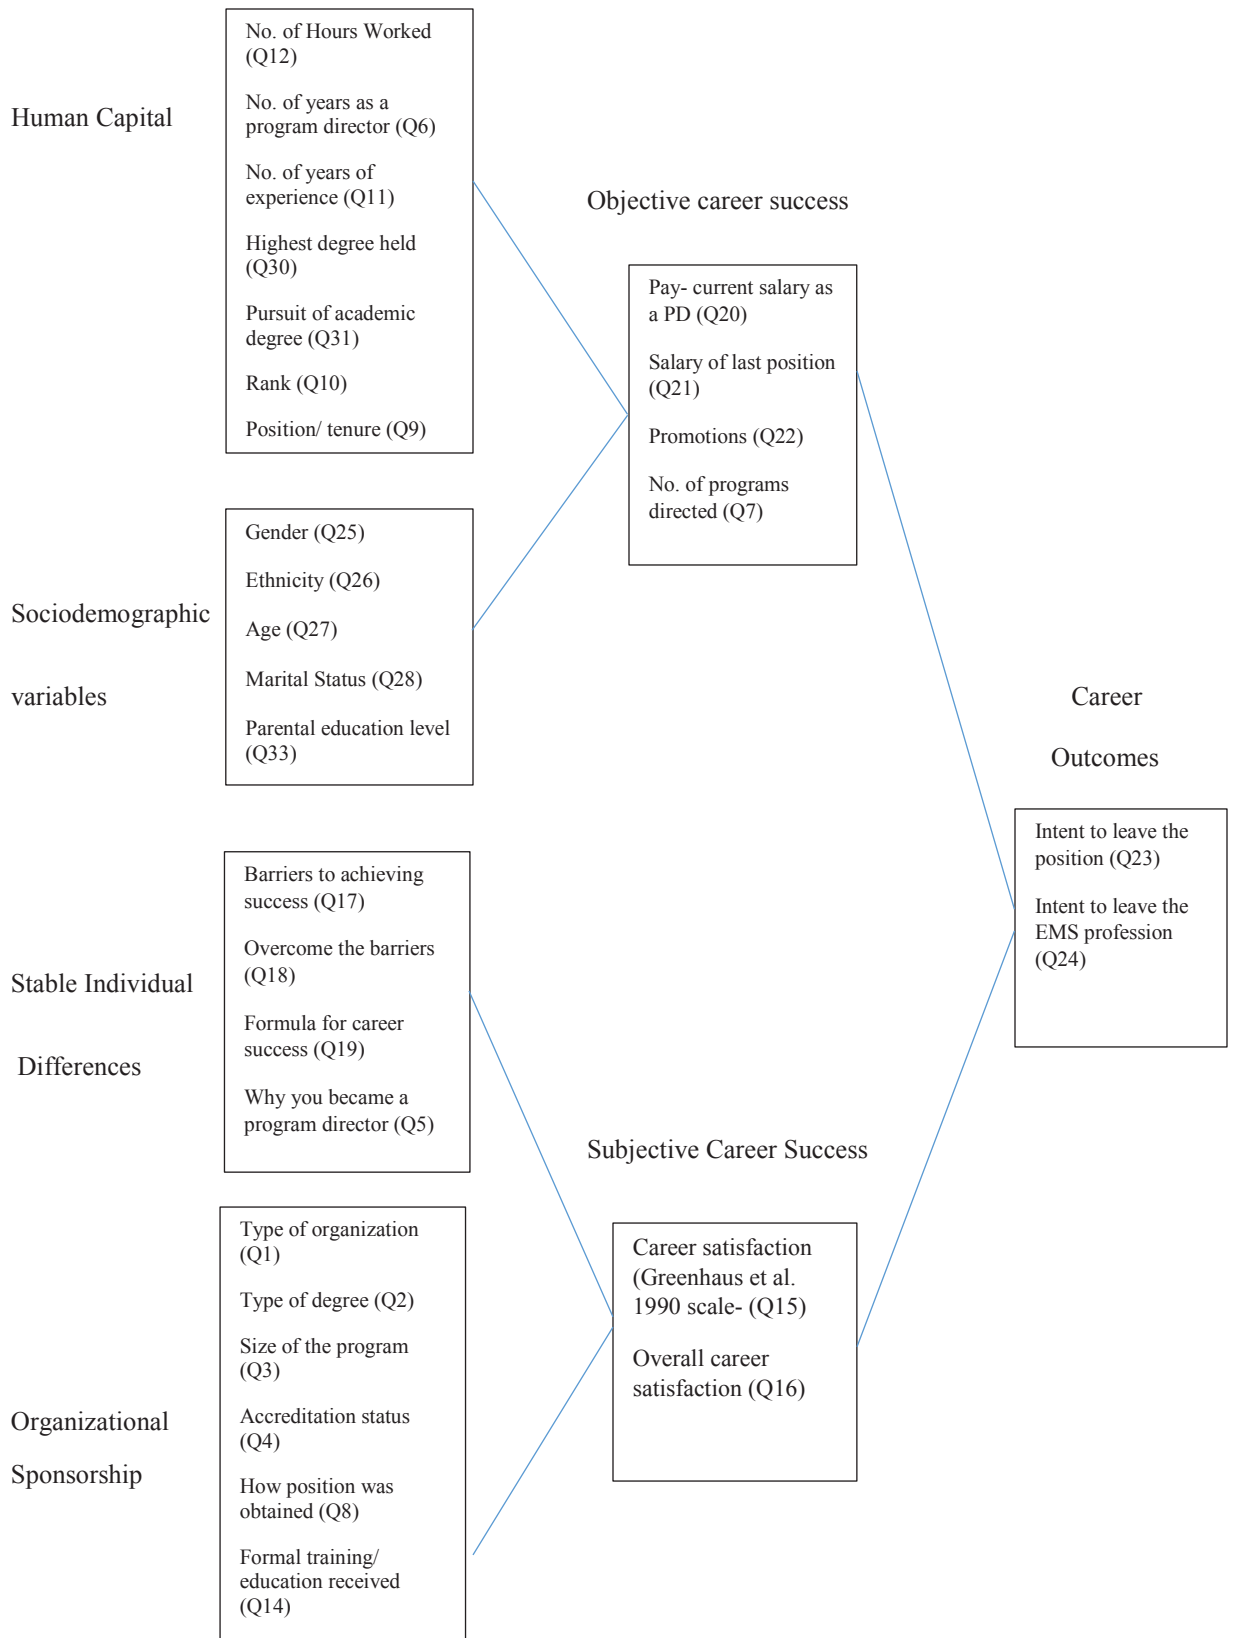 Human Capital
No. of Hours Worked
(Q12)
No. of years as a
program director (Q6)
No. of years of
experience (Q11)
Highest degree held
(Q30)
Pursuit of academic
degree (Q31)
Rank (Q10)
Position/ tenure (Q9)
Sociodemographic
variables
Gender (Q25)
Ethnicity (Q26)
Age (Q27)
Marital Status (Q28)
Parental education level
(Q33)
Stable Individual
Differences
Barriers to achieving
success (Q17)
Overcome the barriers
(Q18)
Formula for career
success (Q19)
Why you became a
program director (Q5)
Organizational
Sponsorship
Type of organization
(Q1)
Type of degree (Q2)
Size of the program
(Q3)
Accreditation status
(Q4)
How position was
obtained (Q8)
Formal training/
education received
(Q14)
Objective career success
Pay- current salary as
a PD (Q20)
Salary of last position
(Q21)
Promotions (Q22)
No. of programs
directed (Q7)
Subjective Career Success
Career satisfaction
(Greenhaus et al.
1990 scale- (Q15)
Overall career
satisfaction (Q16)
Career
Outcomes
Intent to leave the
position (Q23)
Intent to leave the
EMS profession
(Q24)